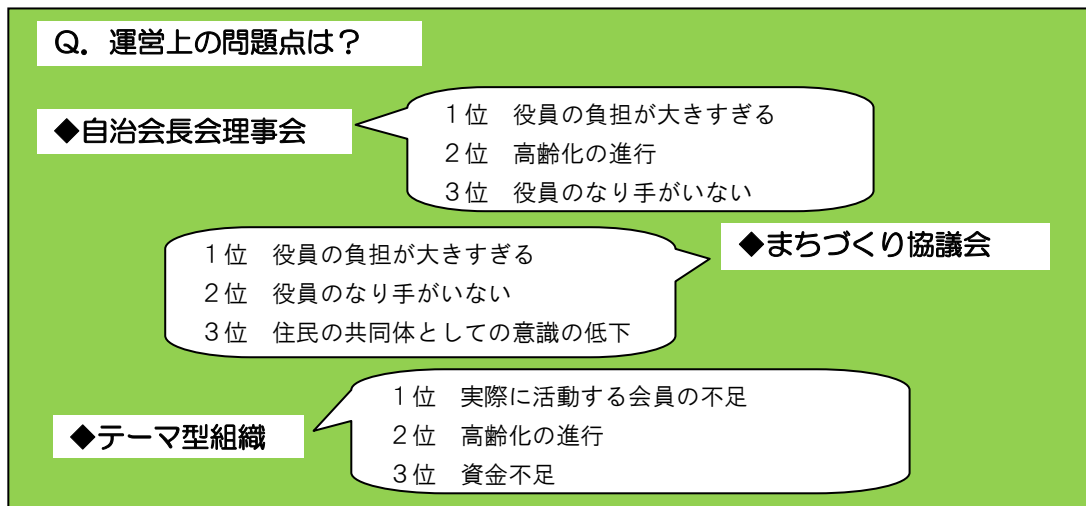 Q．運営上の問題点は？
◆自治会長会理事会
１位　役員の負担が大きすぎる
２位　高齢化の進行
３位　役員のなり手がいない
◆まちづくり協議会
１位　役員の負担が大きすぎる
２位　役員のなり手がいない
３位　住民の共同体としての意識の低下
◆テーマ型組織
１位　実際に活動する会員の不足
２位　高齢化の進行
３位　資金不足